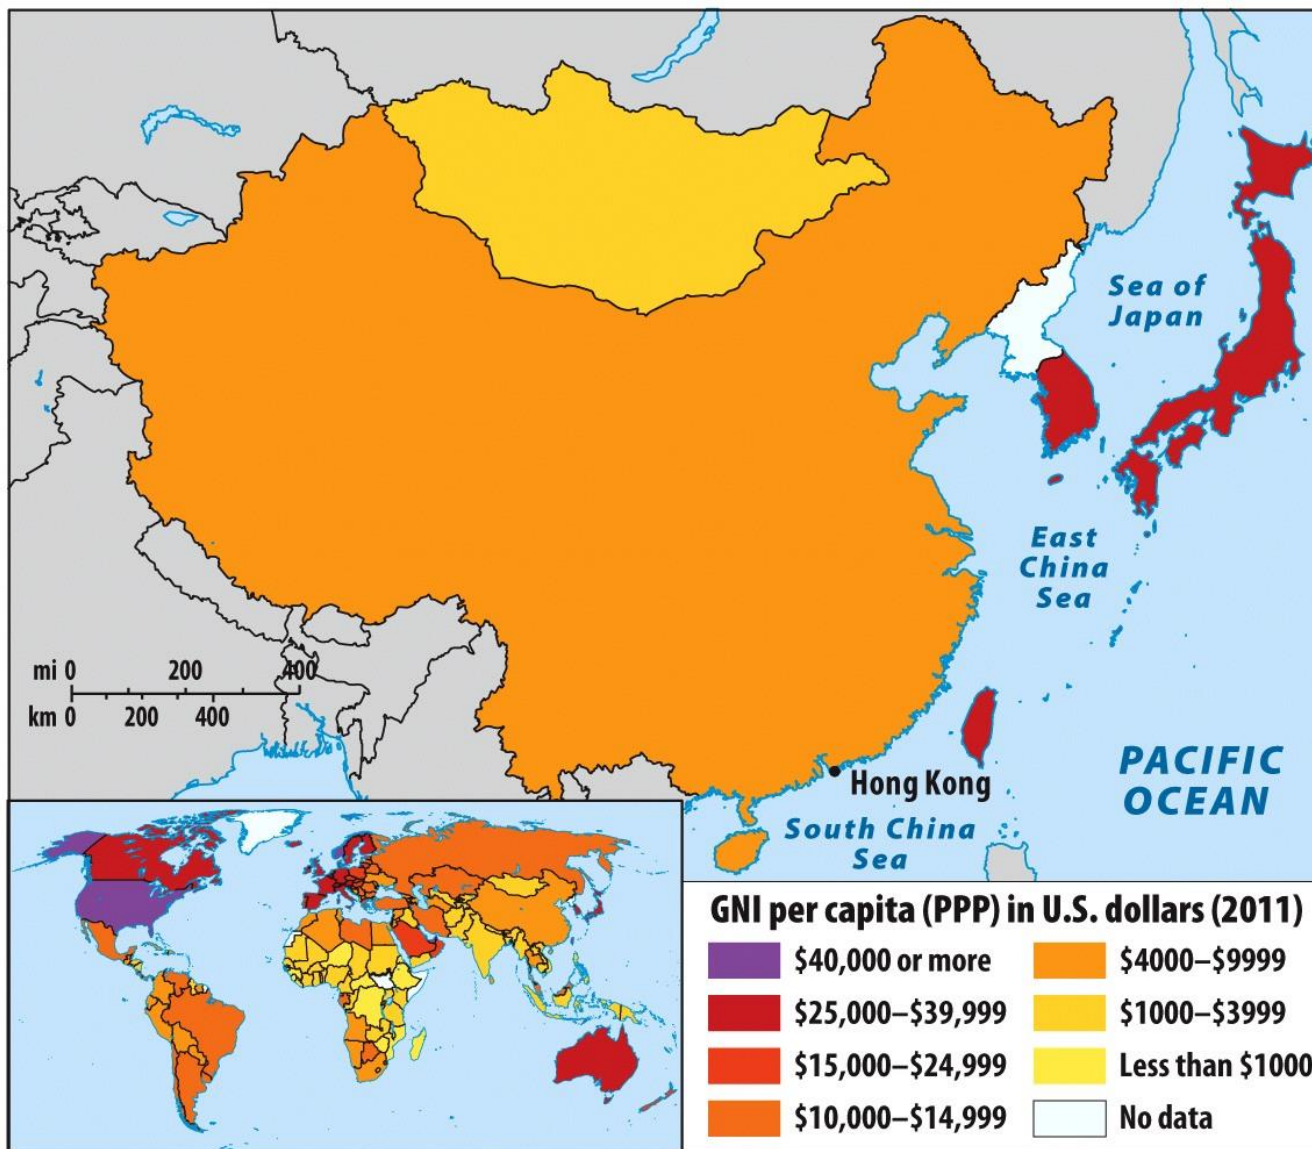 Sea of
Japan
East
China
Sea
mi 0 200 400
km 0 200 400
PACIFIC
OCEAN
Hong Kong
South China
Sea
GNI per capita (PPP) in U.S. dollars (2011)
$40,000 or more
$25,000–$39,999
$15,000–$24,999
$10,000–$14,999
$4000–$9999
$1000–$3999
Less than $1000
No data